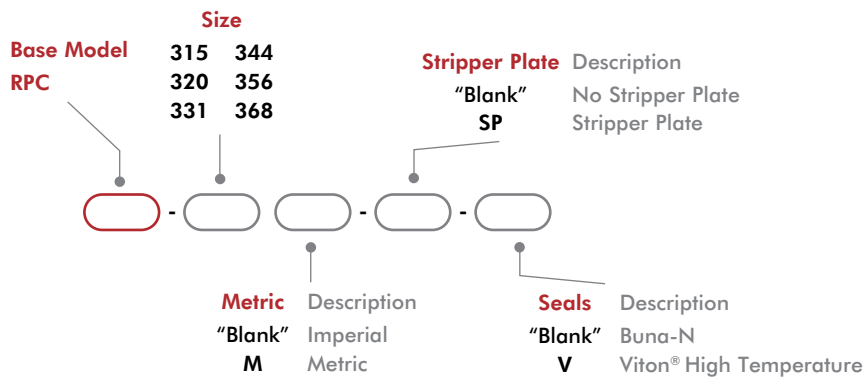 Size
Base Model
RPC
315 344
320 356
331 368
Stripper Plate Description
“Blank” No Stripper Plate
SP Stripper Plate
- - -
Metric Description
“Blank” Imperial
M Metric
Seals Description
“Blank” Buna-N
V Viton® High Temperature